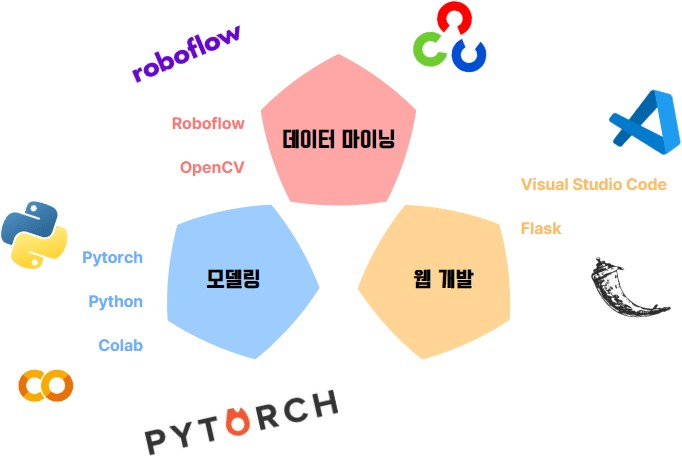 roboflow
Roboflow
OpenCV
데이터 마이닝
Visual Studio Code
Flask
웹 개발
모델링
Pytorch
Python
Colab
PYTORCH